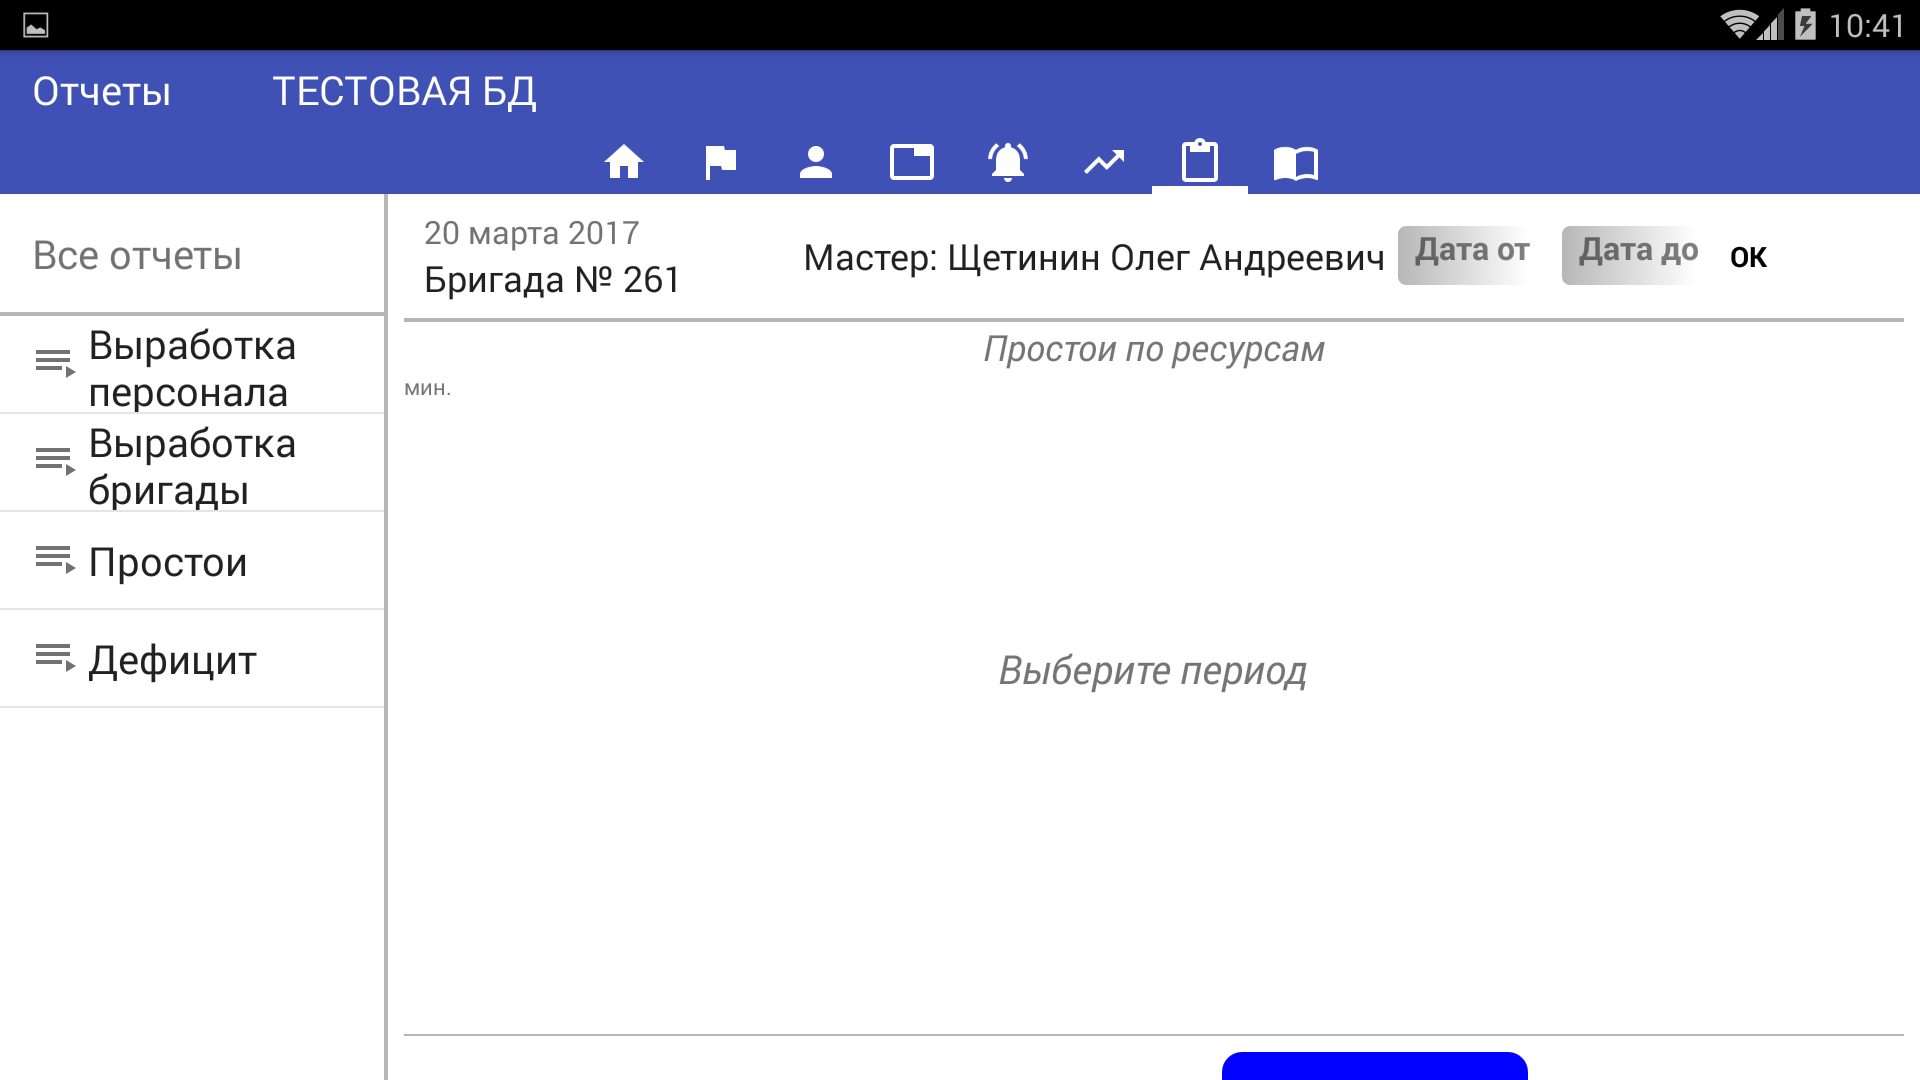 10:41
Отчеты ТЕСТОВАЯ БД
Все отчеты
Выработка
персонала
Выработка
бригады
Простои
Дефицит
20 марта 2017
Бригада № 261
Мастер: Щетинин Олег Андреевич
Дата от
Дата до
ОК
Простои по ресурсам
мин.
Выберите период